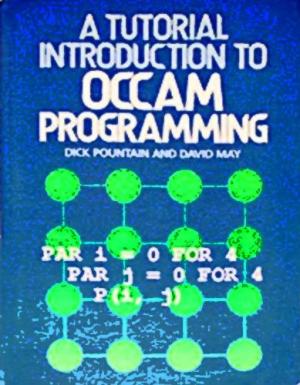 A TUTORIAL
INTRODUCTION TO
OCCAM
PROGRAMMING
DICK POUNTAIN AND DAVID MAY
PAR i = 0 FOR 4
PAR j = 0 FOR 4
P(i, j)